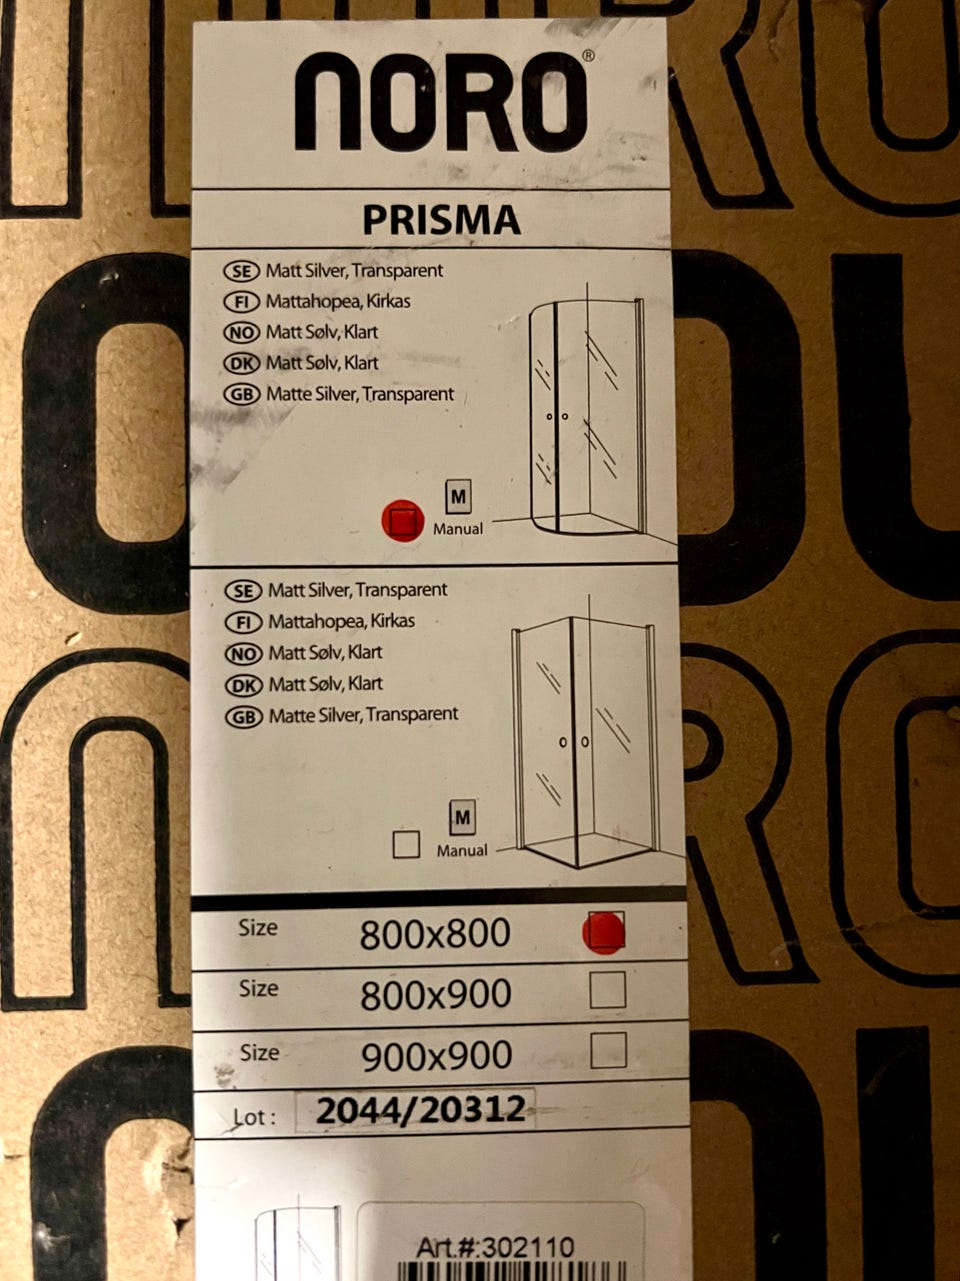 NORO®
PRISMA
SE Matt Silver, Transparent
FI Mattahopea, Kirkas
NO Matt Sølv, Klart
DK Matt Sølv, Klart
GB Matte Silver, Transparent
M
Manual
SE Matt Silver, Transparent
FI Mattahopea, Kirkas
NO Matt Sølv, Klart
DK Matt Sølv, Klart
GB Matte Silver, Transparent
M
Manual
Size 800x800
Size 800x900
Size 900x900
Lot : 2044/20312
Art.#:302110